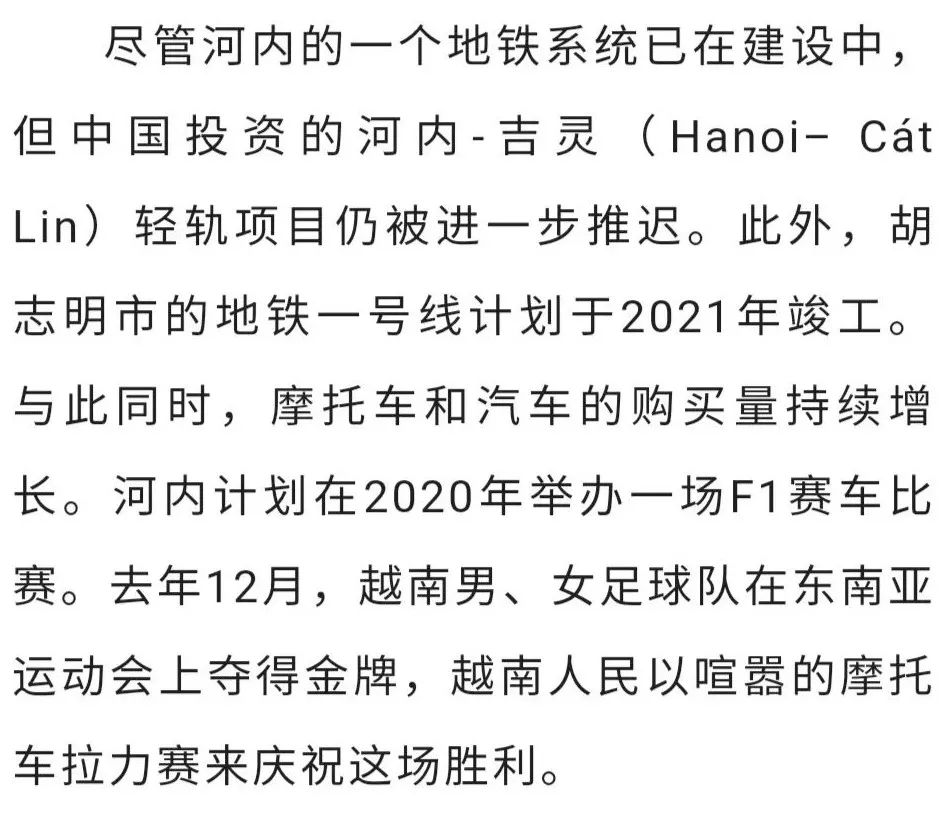 尽管河内的一个地铁系统已在建设中，
但中国投资的河内-吉灵（Hanoi– Cát
Lin）轻轨项目仍被进一步推迟。此外，胡
志明市的地铁一号线计划于2021年竣工。
与此同时，摩托车和汽车的购买量持续增
长。河内计划在2020年举办一场F1赛车比
赛。去年12月，越南男、女足球队在东南亚
运动会上夺得金牌，越南人民以喧嚣的摩托
车拉力赛来庆祝这场胜利。